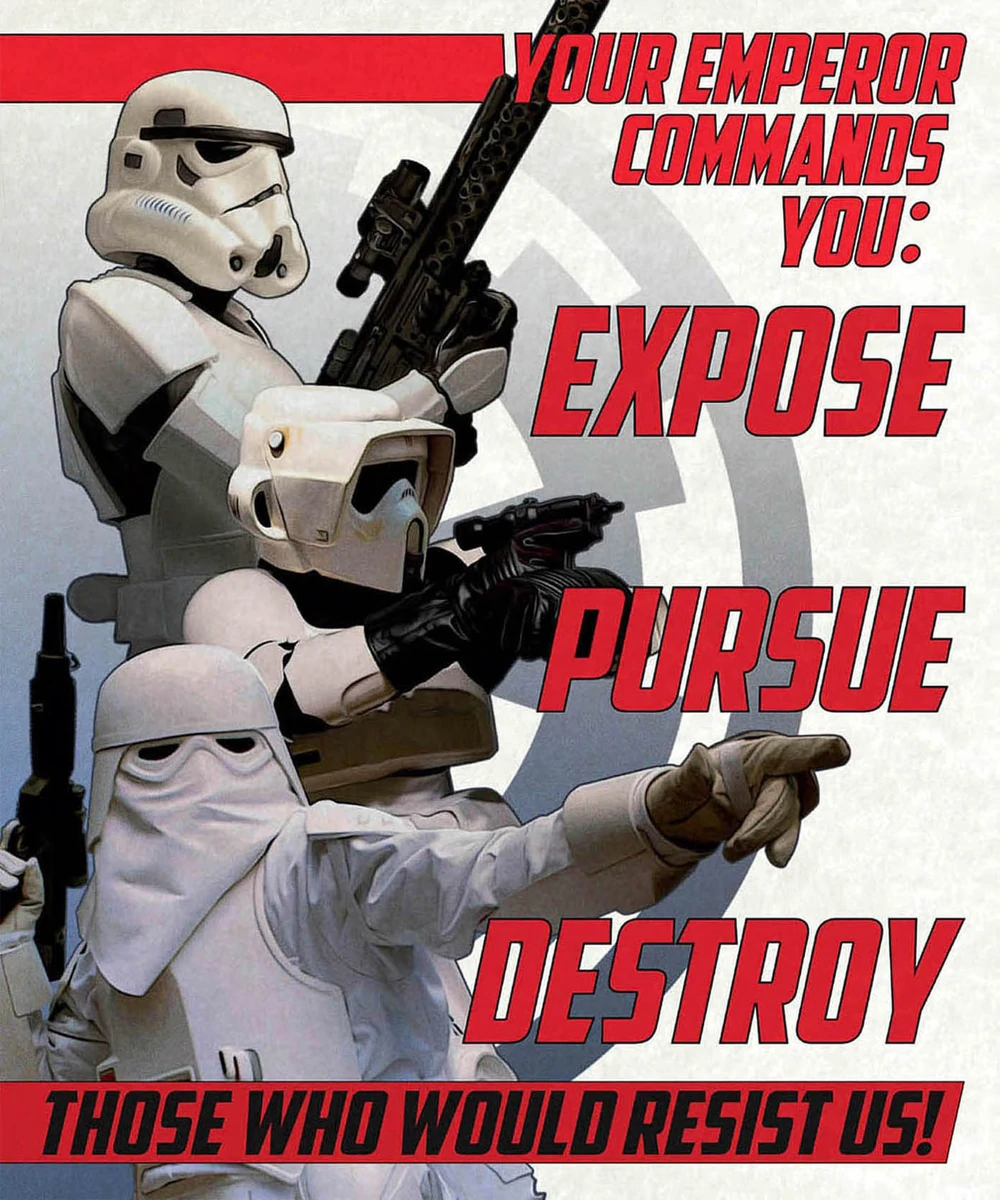 YOUR EMPEROR
COMMANDS
YOU:
EXPOSE
PURSUE
DESTROY
THOSE WHO WOULD RESIST US!